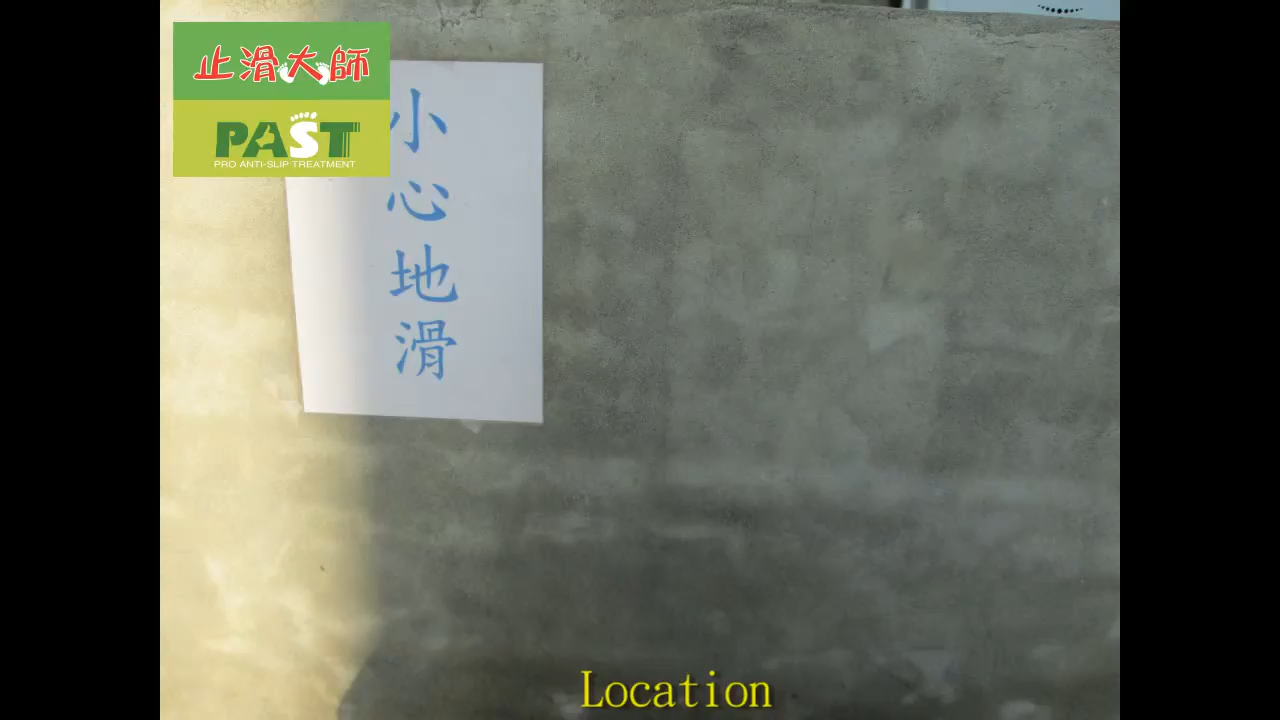 止滑大師
PAST
PRO ANTI-SLIP TREATMENT
小
心
地
滑
Location